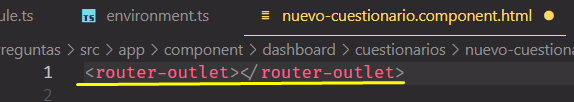 ule.ts TS environment.ts nuevo-cuestionario.component.html
reguntas > src > app > component > dashboard > cuestionarios > nuevo-cuestiona
1 <router-outlet></router-outlet>
2